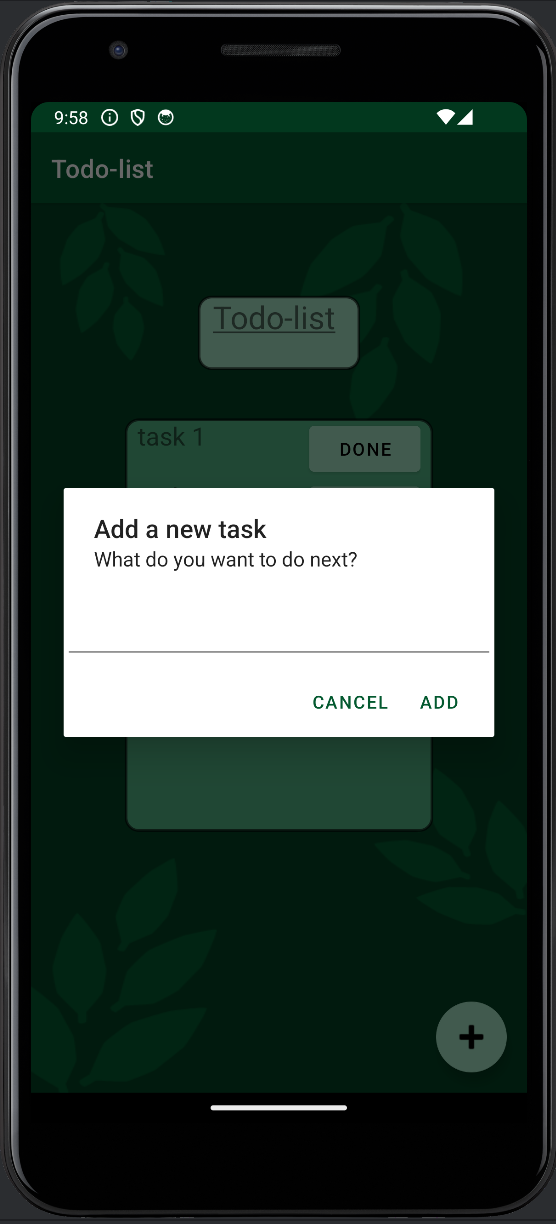 9:58
Todo-list
Todo-list
task 1 DONE
Add a new task
What do you want to do next?
CANCEL ADD